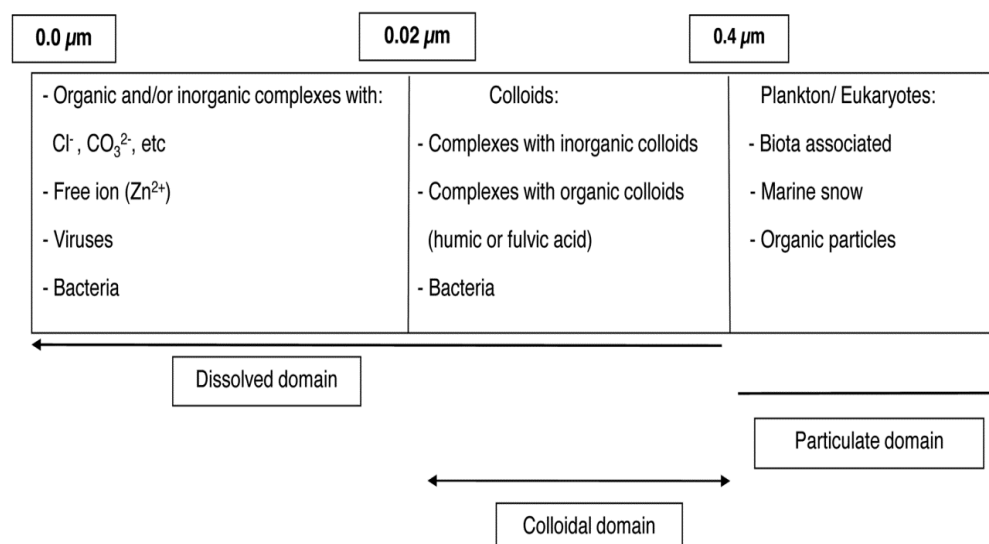 0.0 µm
0.02 µm
0.4 µm
- Organic and/or inorganic complexes with:
Cl⁻, CO₃²⁻, etc
- Free ion (Zn²⁺)
- Viruses
- Bacteria
Colloids:
- Complexes with inorganic colloids
- Complexes with organic colloids
(humic or fulvic acid)
- Bacteria
Plankton/ Eukaryotes:
- Biota associated
- Marine snow
- Organic particles
Dissolved domain
Particulate domain
Colloidal domain